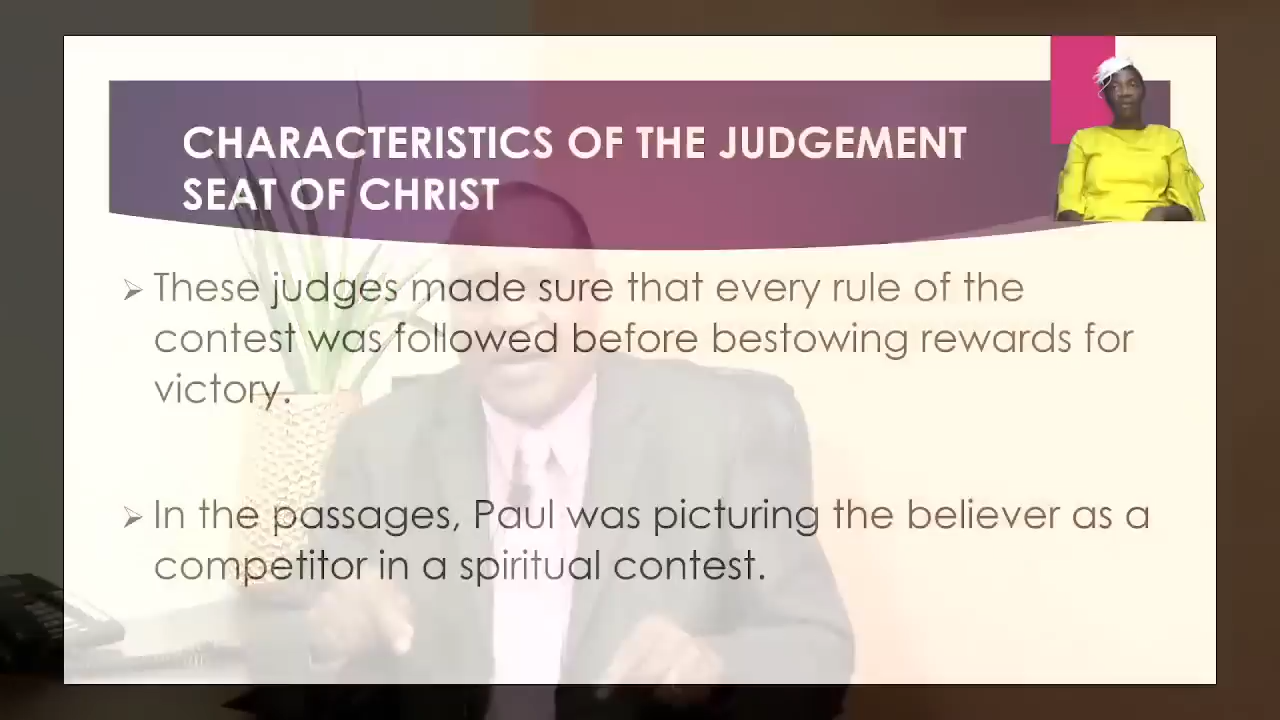 CHARACTERISTICS OF THE JUDGEMENT
SEAT OF CHRIST
These judges made sure that every rule of the
contest was followed before bestowing rewards for
victory.
In the passages, Paul was picturing the believer as a
competitor in a spiritual contest.